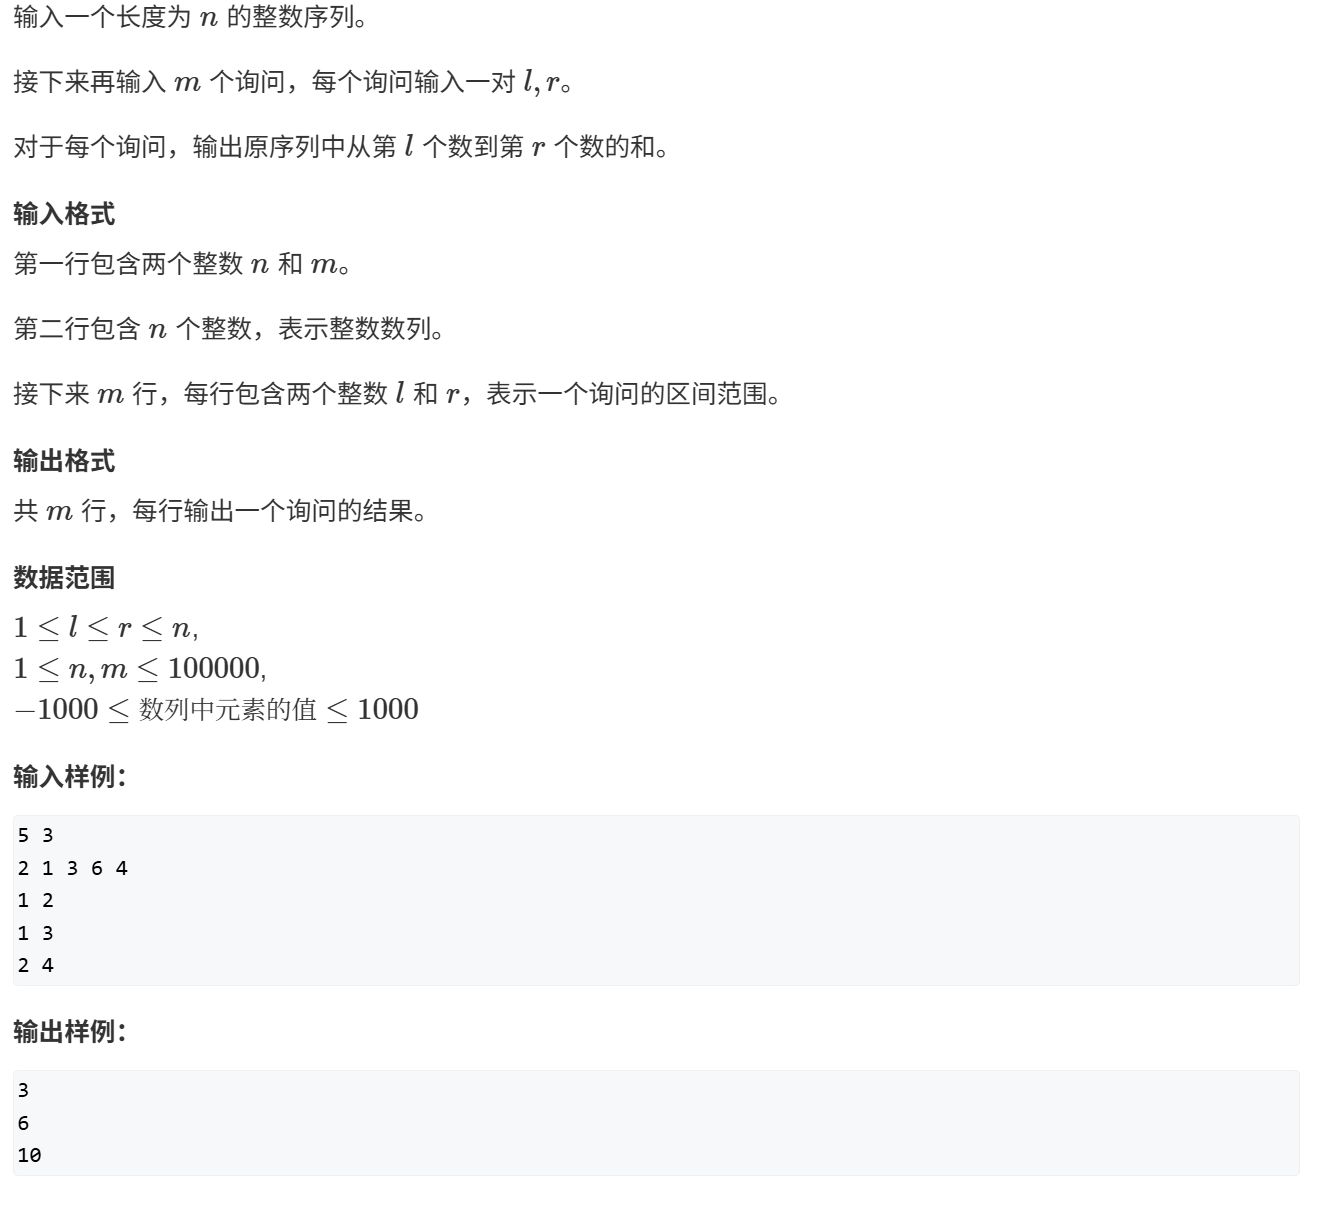 输入一个长度为 n 的整数序列。
接下来再输入 m 个询问，每个询问输入一对 l, r。
对于每个询问，输出原序列中从第 l 个数到第 r 个数的和。
输入格式
第一行包含两个整数 n 和 m。
第二行包含 n 个整数，表示整数数列。
接下来 m 行，每行包含两个整数 l 和 r，表示一个询问的区间范围。
输出格式
共 m 行，每行输出一个询问的结果。
数据范围
1 ≤ l ≤ r ≤ n,
1 ≤ n, m ≤ 100000,
−1000 ≤ 数列中元素的值 ≤ 1000
输入样例：
5 3
2 1 3 6 4
1 2
1 3
2 4
输出样例：
3
6
10